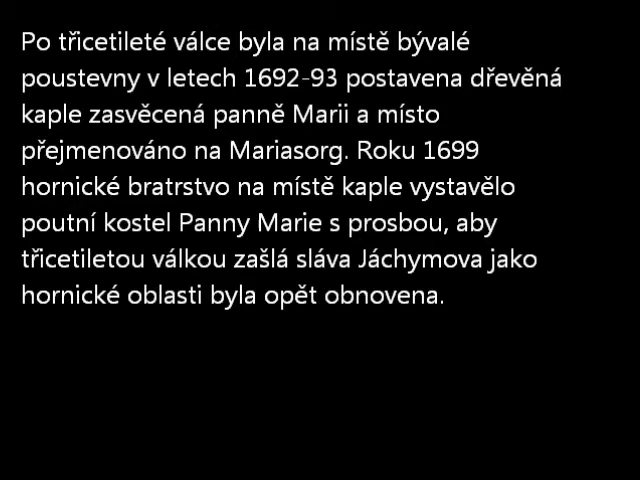 Po třicetileté válce byla na místě bývalé
poustevny v letech 1692-93 postavena dřevěná
kaple zasvěcená panně Marii a místo
přejmenováno na Mariasorg. Roku 1699
hornické bratrstvo na místě kaple vystavělo
poutní kostel Panny Marie s prosbou, aby
třicetiletou válkou zašlá sláva Jáchymova jako
hornické oblasti byla opět obnovena.